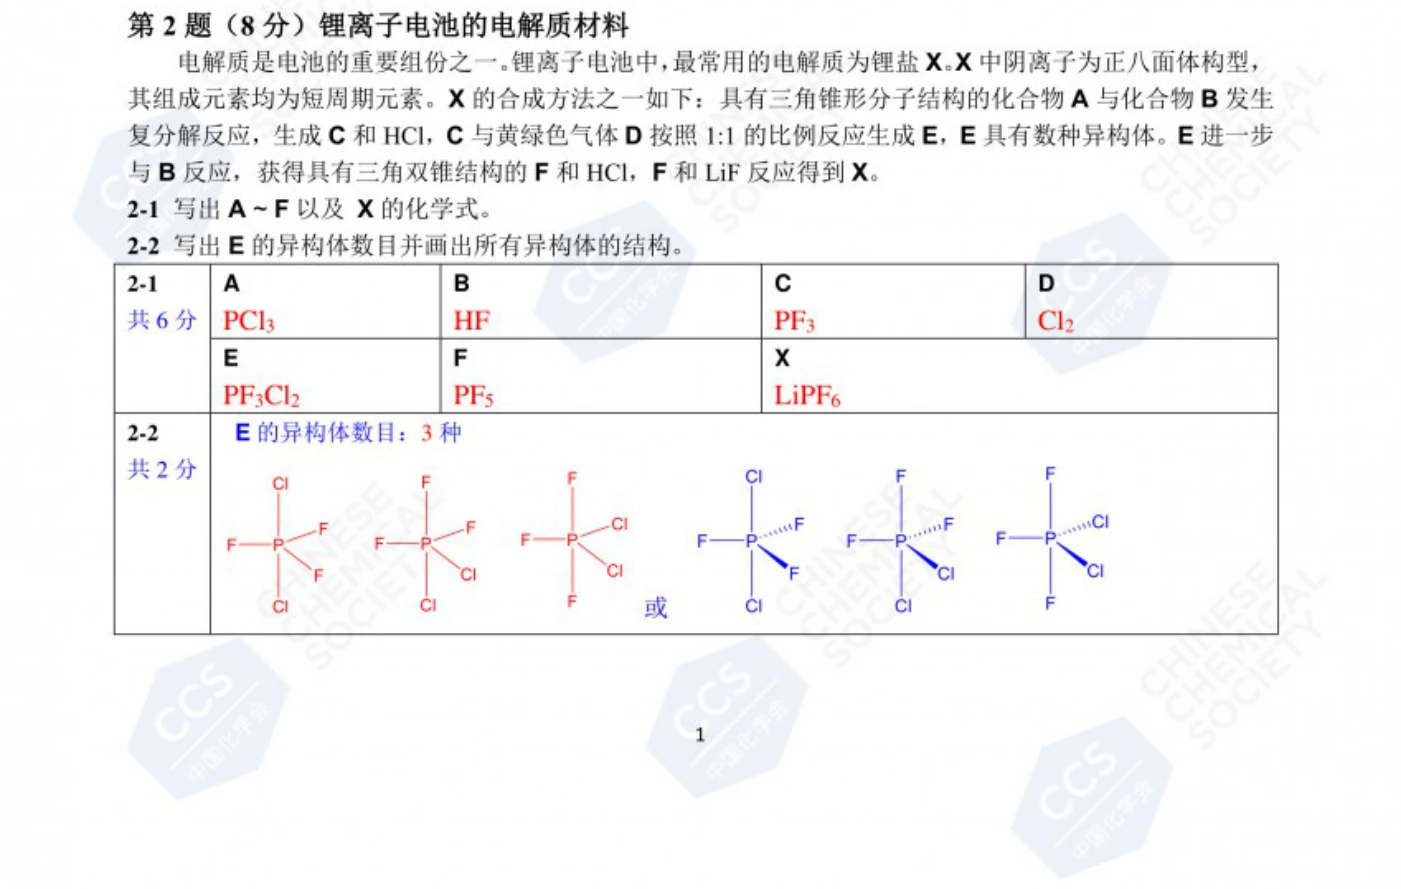 第 2 题（8 分）锂离子电池的电解质材料
电解质是电池的重要组份之一。锂离子电池中，最常用的电解质为锂盐 X。X 中阴离子为正八面体构型，
其组成元素均为短周期元素。X 的合成方法之一如下：具有三角锥形分子结构的化合物 A 与化合物 B 发生
复分解反应，生成 C 和 HCl，C 与黄绿色气体 D 按照 1:1 的比例反应生成 E，E 具有数种异构体。E 进一步
与 B 反应，获得具有三角双锥结构的 F 和 HCl，F 和 LiF 反应得到 X。
2-1 写出 A ~ F 以及 X 的化学式。
2-2 写出 E 的异构体数目并画出所有异构体的结构。
2-1 A B C D
共 6 分 PCl₃ HF PF₃ Cl₂
E F X
PF₃Cl₂ PF₅ LiPF₆
2-2 E 的异构体数目：3 种
共 2 分
Cl F F P F Cl
F F F P Cl Cl
F Cl F P Cl F
或
Cl F F P F Cl
F F F P Cl Cl
F Cl F P Cl F
1
CHINESE CHEMICAL SOCIETY
CCS 中国化学会